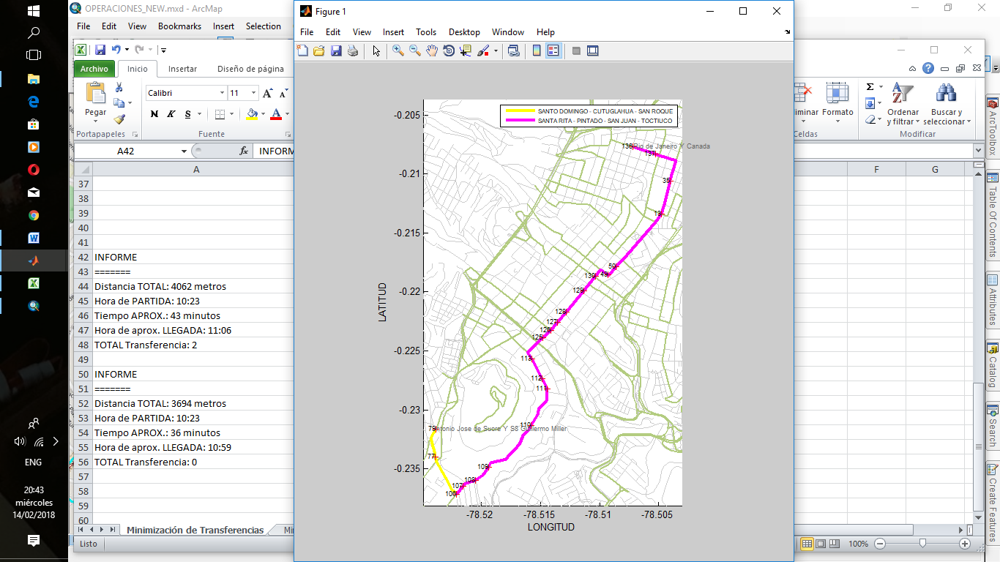 OPERACIONES_NEW.mxd - ArcMap
File Edit View Bookmarks Insert Selection
Figure 1
File Edit View Insert Tools Desktop Window Help
Archivo Inicio Insertar Diseño de página
Calibri 11
Pegar
N K S
Portapapeles Fuente
Formato
Ordenar y filtrar
Buscar y seleccionar
Celdas Modificar
A42 fx INFORM
A F G
37
38
39
40
41
42 INFORME
43 =======
44 Distancia TOTAL: 4062 metros
45 Hora de PARTIDA: 10:23
46 Tiempo APROX.: 43 minutos
47 Hora de aprox. LLEGADA: 11:06
48 TOTAL Transferencia: 2
49
50 INFORME
51 =======
52 Distancia TOTAL: 3694 metros
53 Hora de PARTIDA: 10:23
54 Tiempo APROX.: 36 minutos
55 Hora de aprox. LLEGADA: 10:59
56 TOTAL Transferencia: 0
57
58
59
60
Minimización de Transferencias Mi
Listo
100%
SANTO DOMINGO - CUTUGLAHUA - SAN ROQUE
SANTA RITA - PINTADO - SAN JUAN - TOCTIUCO
-0.205
-0.21
-0.215
-0.22
-0.225
-0.23
-0.235
LATITUD
-78.52 -78.515 -78.51 -78.505
LONGITUD
Rio de Janeiro Y Canada
137
50
130
129
128
127
126
125
113
112
111
110
Antonio Jose de Sucre Y S8 Guillermo Miller
77
109
108
107
106
ArcToolbox
Table Of Contents
Attributes
Catalog
Search
Create Features
ENG
20:43
miércoles
14/02/2018